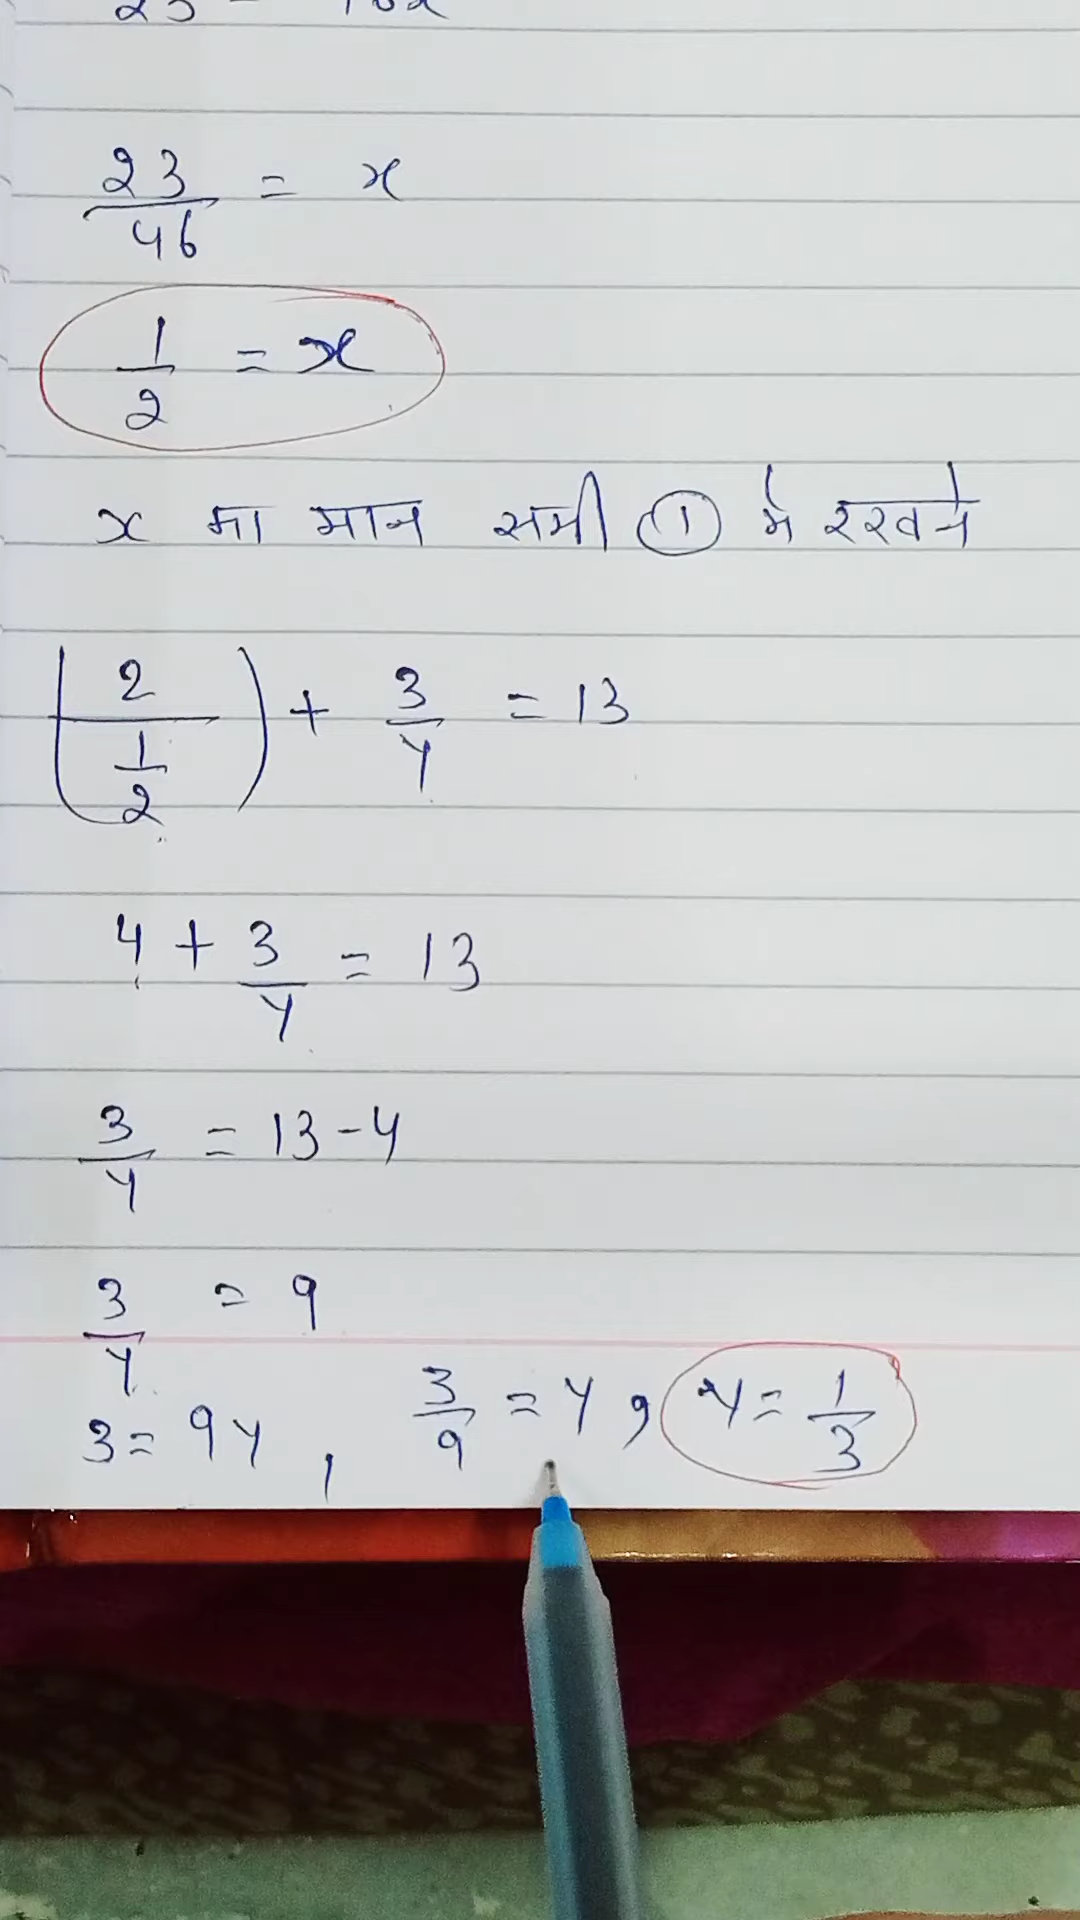 23/46 = x
1/2 = x
x का मान समी ① में रखने
(2/(1/2)) + 3/y = 13
4 + 3/y = 13
3/y = 13-4
3/y = 9
3 = 9y , 3/9 = y , y = 1/3